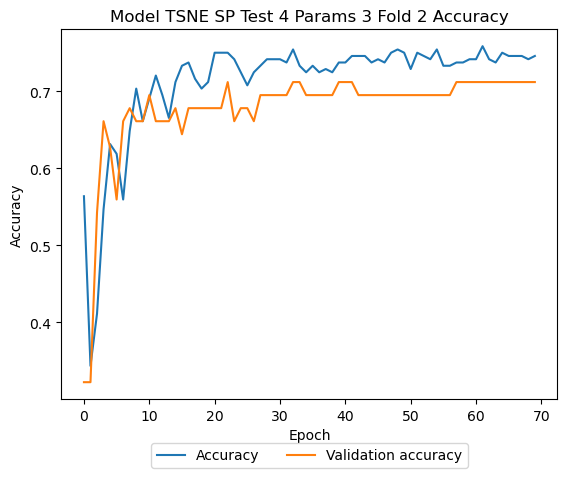 Model TSNE SP Test 4 Params 3 Fold 2 Accuracy
Accuracy
0.7
0.6
0.5
0.4
0 10 20 30 40 50 60 70
Epoch
Accuracy Validation accuracy